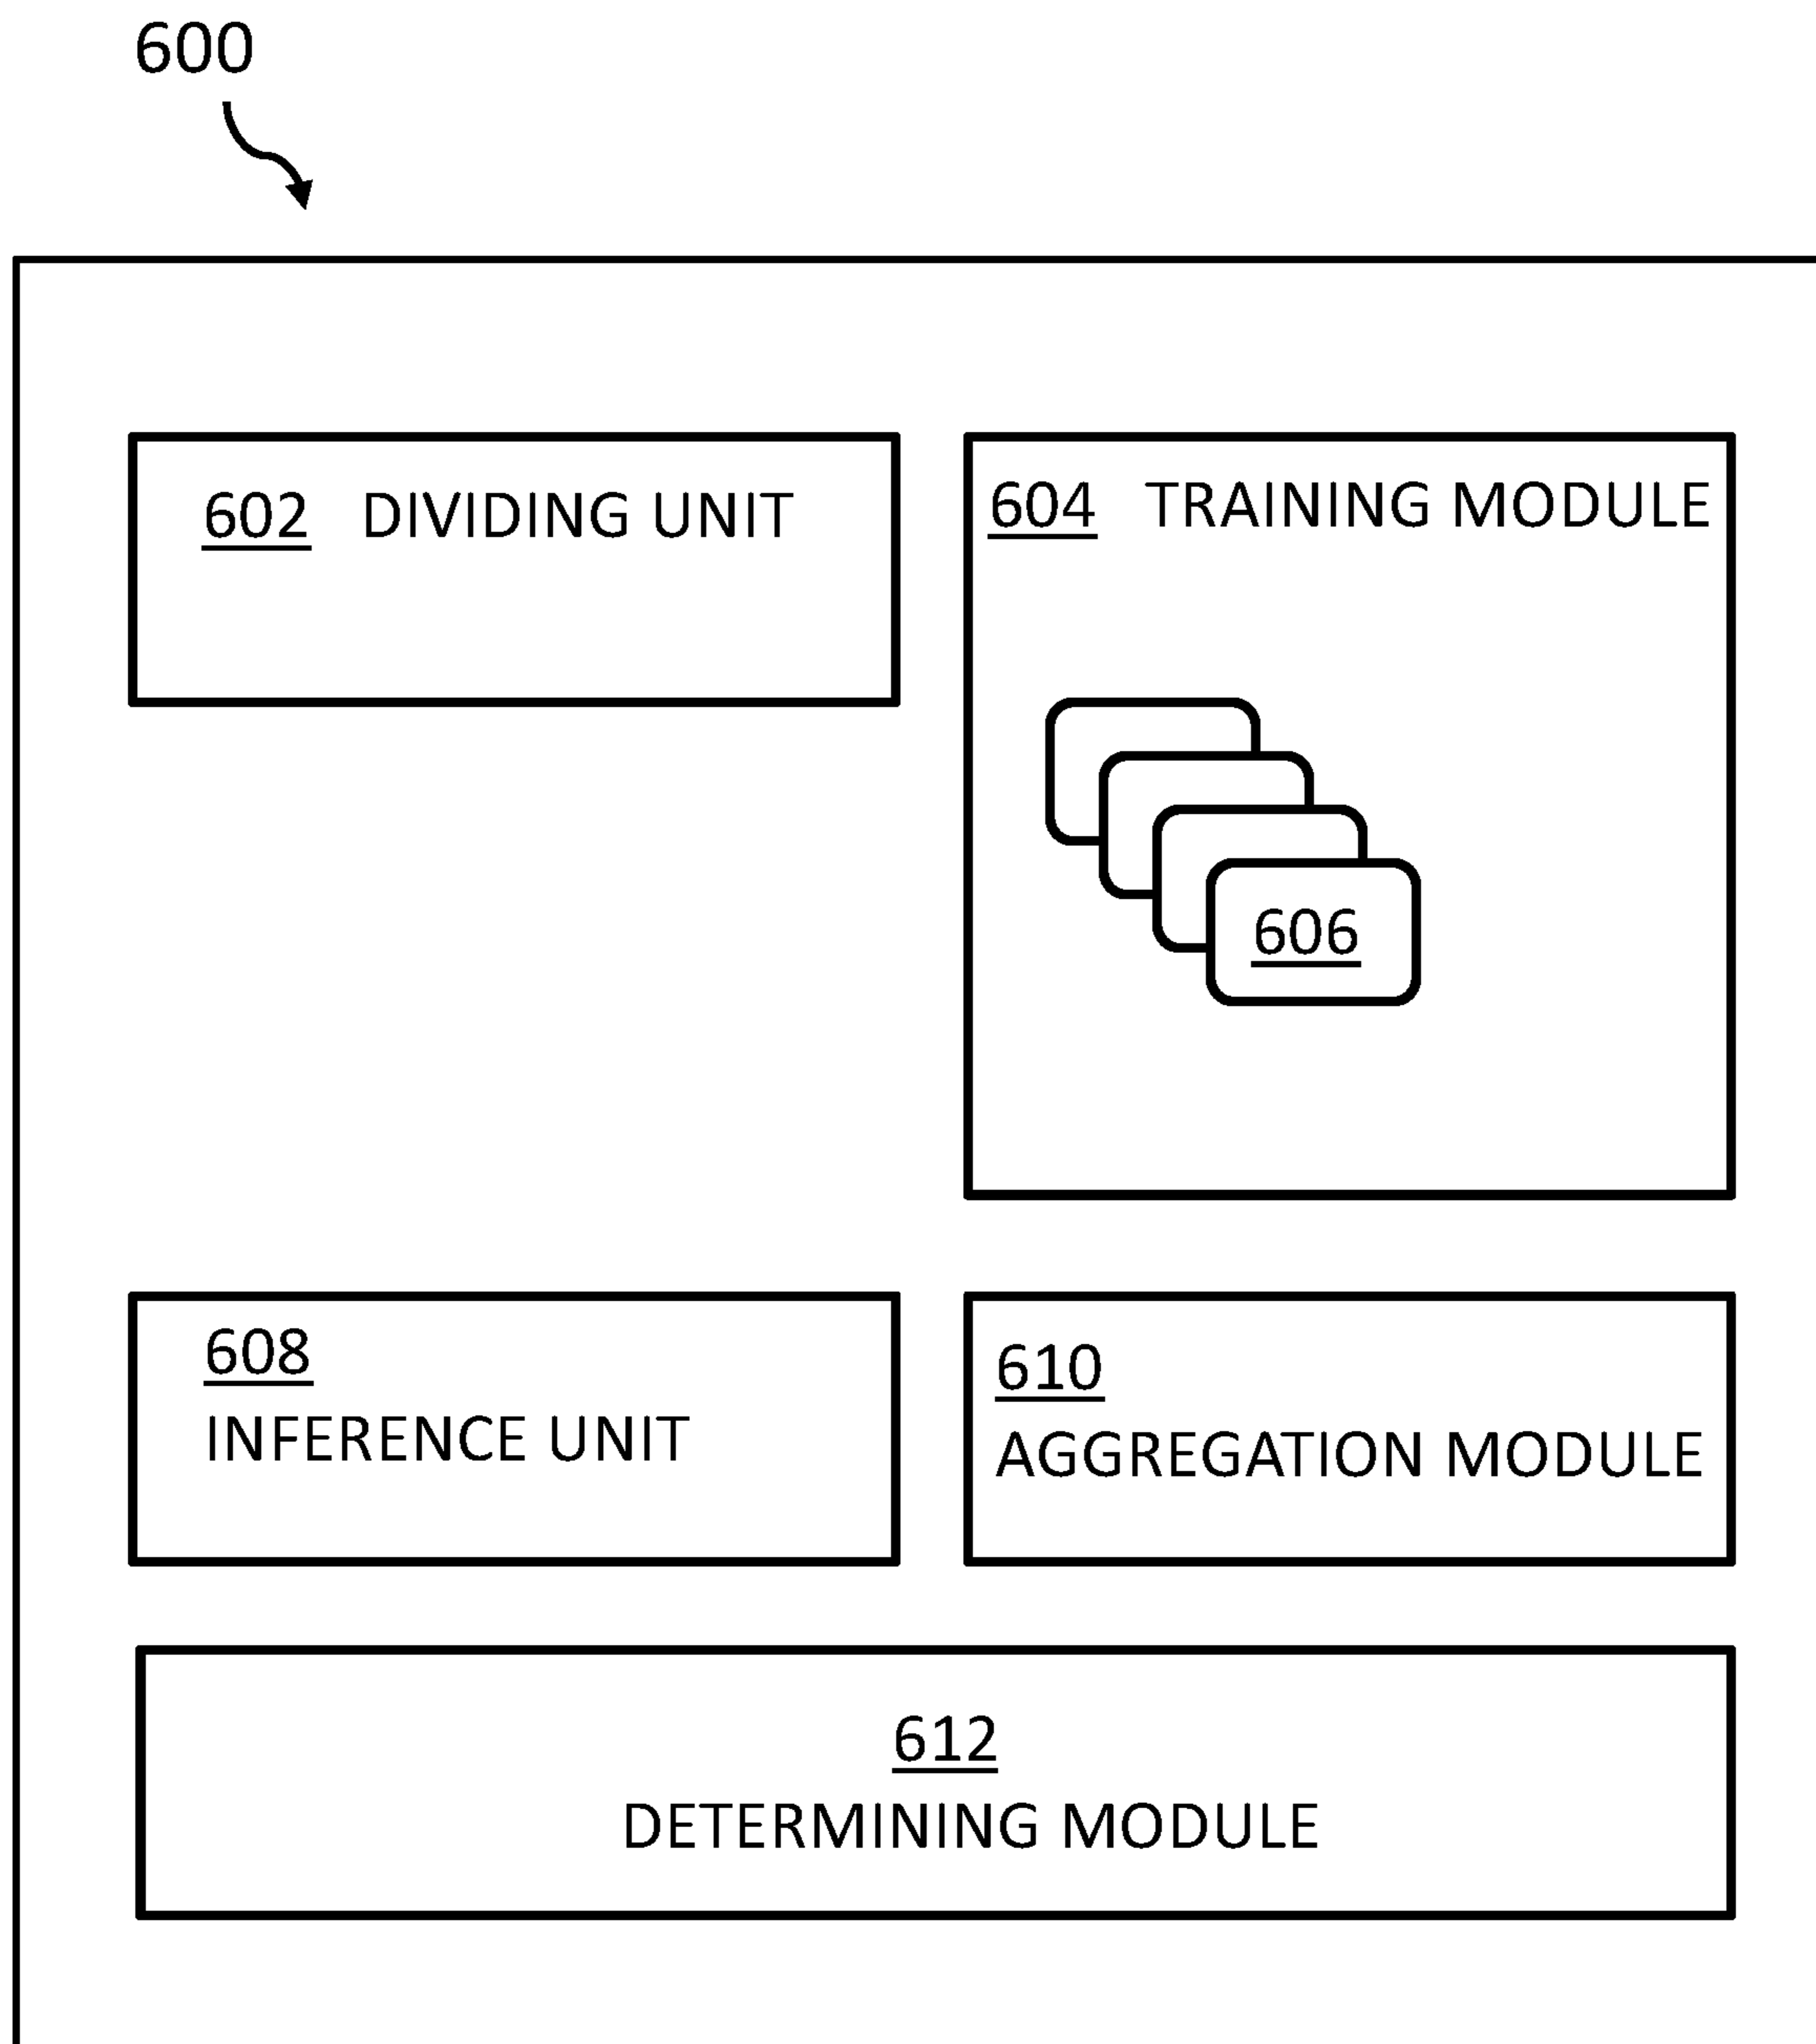 600
602 DIVIDING UNIT
604 TRAINING MODULE
606
608
INFERENCE UNIT
610
AGGREGATION MODULE
612
DETERMINING MODULE